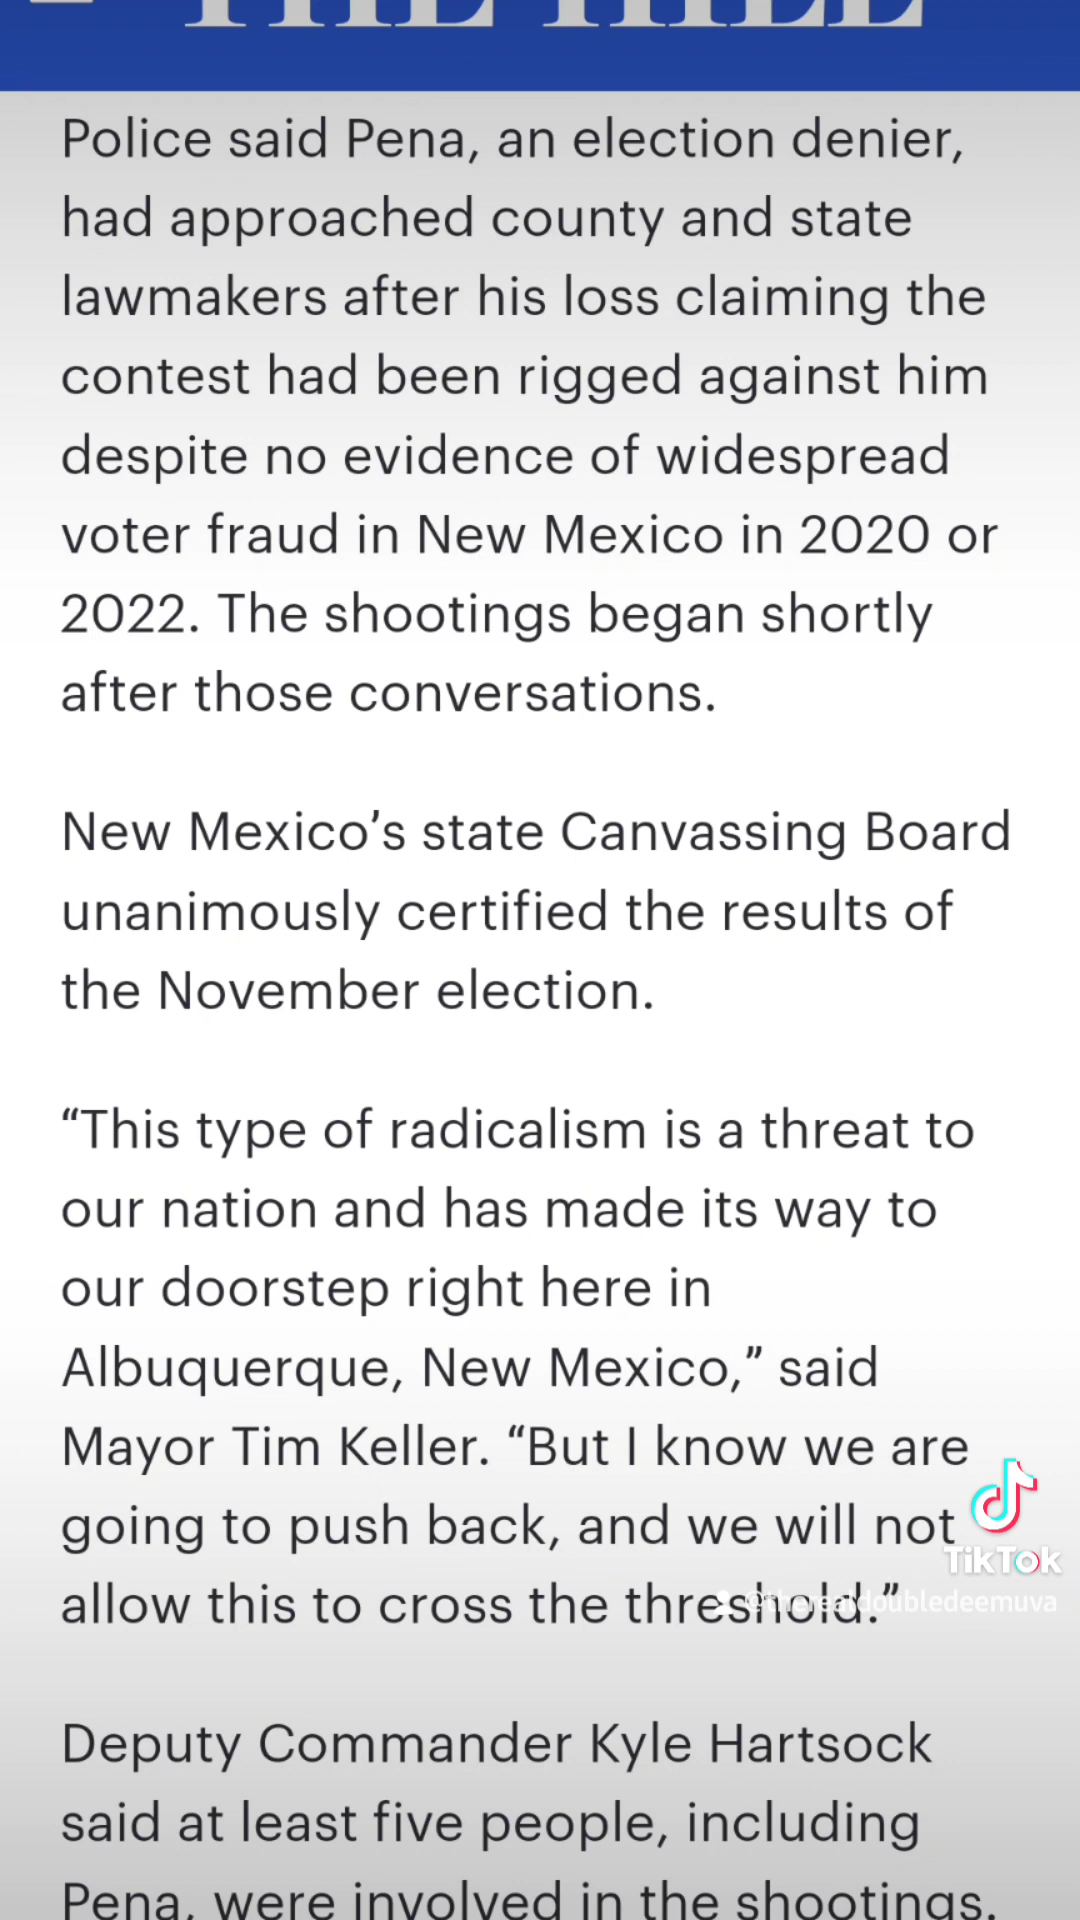 THE HILL
Police said Pena, an election denier,
had approached county and state
lawmakers after his loss claiming the
contest had been rigged against him
despite no evidence of widespread
voter fraud in New Mexico in 2020 or
2022. The shootings began shortly
after those conversations.
New Mexico’s state Canvassing Board
unanimously certified the results of
the November election.
“This type of radicalism is a threat to
our nation and has made its way to
our doorstep right here in
Albuquerque, New Mexico,” said
Mayor Tim Keller. “But I know we are
going to push back, and we will not
TikTok
allow this to cross the threshold.”
@therealdoubledeemuva
Deputy Commander Kyle Hartsock
said at least five people, including
Pena, were involved in the shootings.